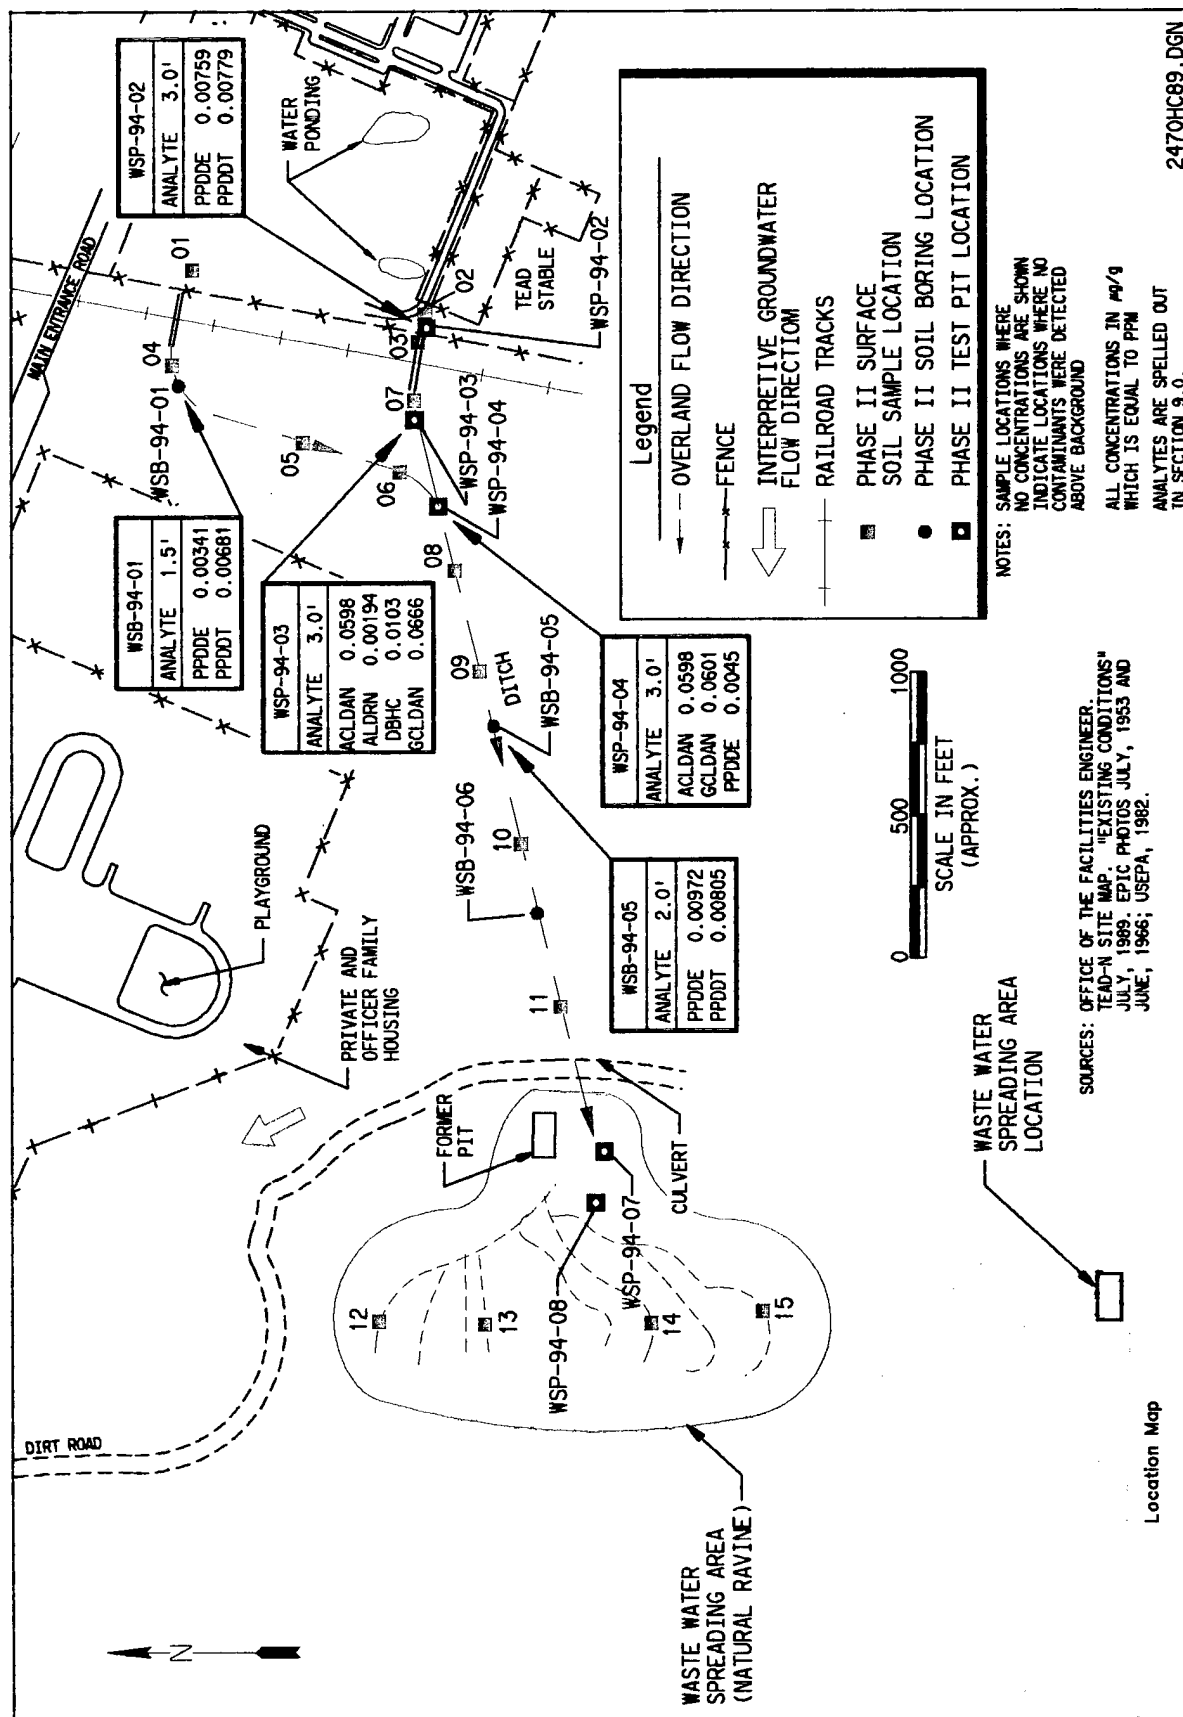 MAIN ENTRANCE ROAD
WSP-94-02
ANALYTE 3.0'
PPDDE 0.00759
PPDDT 0.00779
WATER
PONDING
01
04
WSB-94-01
WSB-94-01
ANALYTE 1.5'
PPDDE 0.00341
PPDDT 0.00681
05
06
07
03
02
TEAD
STABLE
WSP-94-02
WSP-94-03
WSP-94-04
WSP-94-03
ANALYTE 3.0'
ACLDAN 0.0598
ALDRN 0.00194
DBHC 0.0103
GCLDAN 0.0666
08
09
DITCH
WSB-94-05
WSP-94-04
ANALYTE 3.0'
ACLDAN 0.0598
GCLDAN 0.0601
PPDDE 0.0045
WSB-94-06
10
11
WSB-94-05
ANALYTE 2.0'
PPDDE 0.00972
PPDDT 0.00805
PLAYGROUND
PRIVATE AND
OFFICER FAMILY
HOUSING
FORMER
PIT
CULVERT
WSP-94-07
WSP-94-08
12
13
14
15
DIRT ROAD
WASTE WATER
SPREADING AREA
(NATURAL RAVINE)
N
Legend
OVERLAND FLOW DIRECTION
FENCE
INTERPRETIVE GROUNDWATER
FLOW DIRECTIOM
RAILROAD TRACKS
PHASE II SURFACE
SOIL SAMPLE LOCATION
PHASE II SOIL BORING LOCATION
PHASE II TEST PIT LOCATION
NOTES: SAMPLE LOCATIONS WHERE
NO CONCENTRATIONS ARE SHOWN
INDICATE LOCATIONS WHERE NO
CONTAMINANTS WERE DETECTED
ABOVE BACKGROUND
ALL CONCENTRATIONS IN µg/g
WHICH IS EQUAL TO PPM
ANALYTES ARE SPELLED OUT
IN SECTION 9.0.
0 500 1000
SCALE IN FEET
(APPROX.)
WASTE WATER
SPREADING AREA
LOCATION
SOURCES: OFFICE OF THE FACILITIES ENGINEER.
TEAD-N SITE MAP. "EXISTING CONDITIONS"
JULY, 1989. EPIC PHOTOS JULY, 1953 AND
JUNE, 1966; USEPA, 1982.
Location Map
2470HC89.DGN